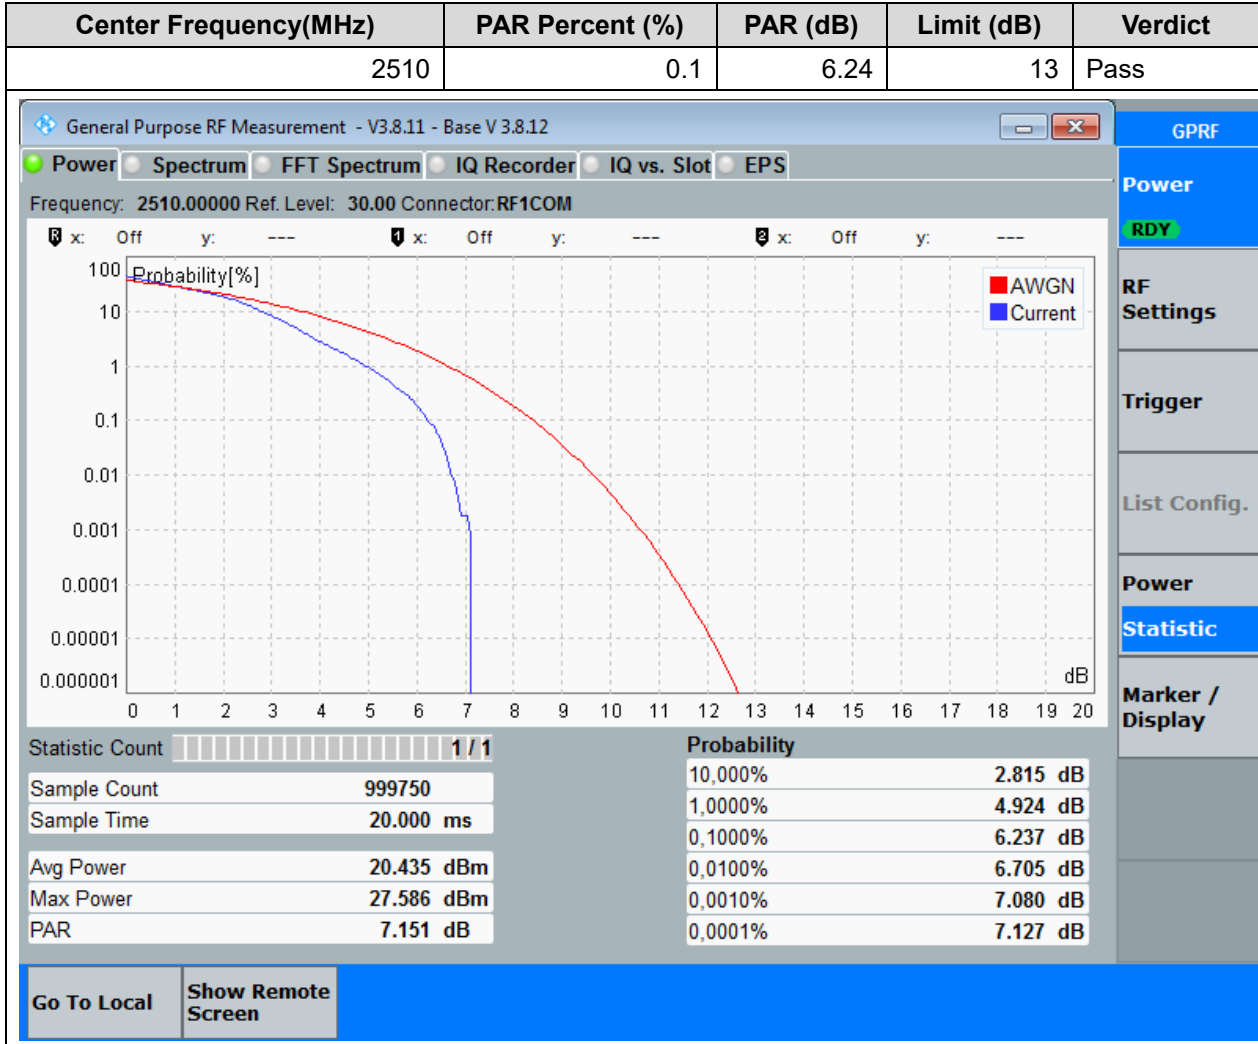 Center Frequency(MHz) PAR Percent (%) PAR (dB) Limit (dB) Verdict
2510 0.1 6.24 13 Pass
General Purpose RF Measurement - V3.8.11 - Base V 3.8.12
GPRF
Power Spectrum FFT Spectrum IQ Recorder IQ vs. Slot EPS
Frequency: 2510.00000 Ref. Level: 30.00 Connector: RF1COM
R x: Off y: --- 1 x: Off y: --- 2 x: Off y: ---
Probability[%]
100
10
1
0.1
0.01
0.001
0.0001
0.00001
0.000001
AWGN
Current
dB
0 1 2 3 4 5 6 7 8 9 10 11 12 13 14 15 16 17 18 19 20
Statistic Count 1 / 1
Sample Count 999750
Sample Time 20.000 ms
Avg Power 20.435 dBm
Max Power 27.586 dBm
PAR 7.151 dB
Probability
10,000% 2.815 dB
1,0000% 4.924 dB
0,1000% 6.237 dB
0,0100% 6.705 dB
0,0010% 7.080 dB
0,0001% 7.127 dB
Power
RDY
RF
Settings
Trigger
List Config.
Power
Statistic
Marker /
Display
Go To Local
Show Remote
Screen